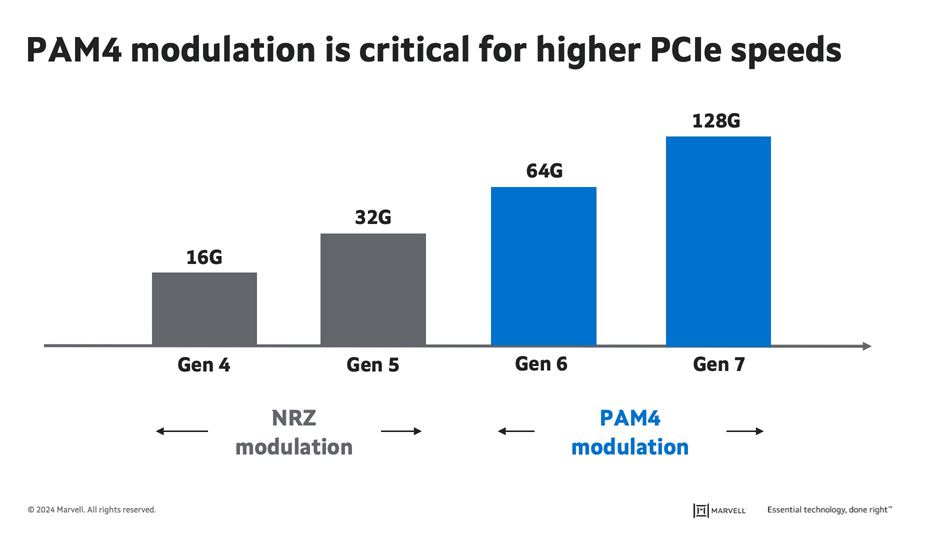 PAM4 modulation is critical for higher PCIe speeds
128G
64G
32G
16G
Gen 4
Gen 5
Gen 6
Gen 7
NRZ
modulation
PAM4
modulation
© 2024 Marvell. All rights reserved.
MARVELL
Essential technology, done right™